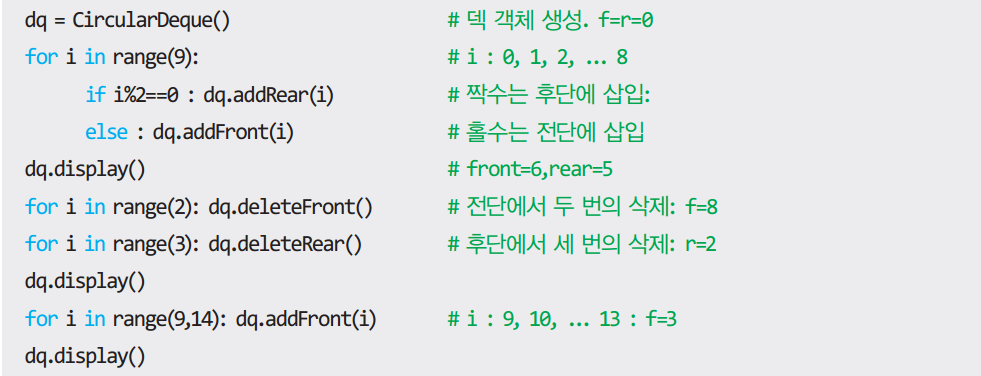 dq = CircularDeque() # 덱 객체 생성. f=r=0
for i in range(9): # i : 0, 1, 2, … 8
if i%2==0 : dq.addRear(i) # 짝수는 후단에 삽입:
else : dq.addFront(i) # 홀수는 전단에 삽입
dq.display() # front=6,rear=5
for i in range(2): dq.deleteFront() # 전단에서 두 번의 삭제: f=8
for i in range(3): dq.deleteRear() # 후단에서 세 번의 삭제: r=2
dq.display()
for i in range(9,14): dq.addFront(i) # i : 9, 10, … 13 : f=3
dq.display()